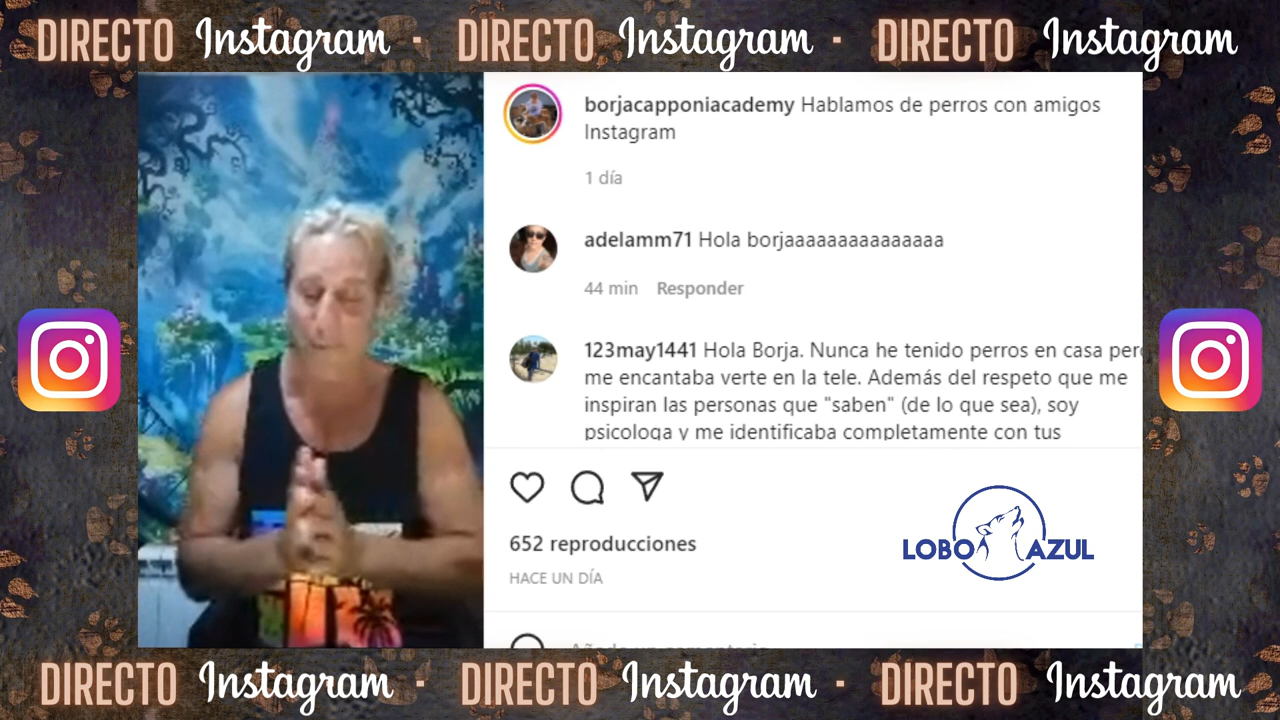 DIRECTO Instagram · DIRECTO Instagram · DIRECTO Instagram
borjacapponiacademy Hablamos de perros con amigos
Instagram
1 día
adelamm71 Hola borjaaaaaaaaaaaaaaa
44 min Responder
123may1441 Hola Borja. Nunca he tenido perros en casa
me encantaba verte en la tele. Además del respeto que me
inspiran las personas que "saben" (de lo que sea), soy
psicologa y me identificaba completamente con tus
652 reproducciones
HACE UN DÍA
LOBO AZUL
DIRECTO Instagram · DIRECTO Instagram · DIRECTO Instagram